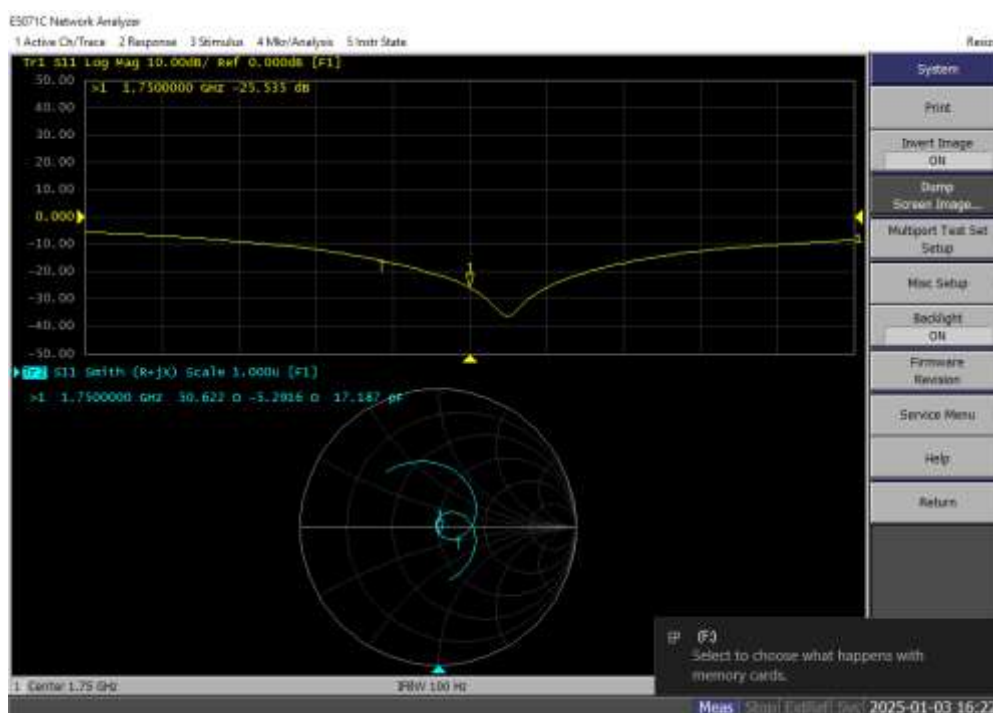 E5071C Network Analyzer
1 Active Ch/Trace 2 Response 3 Stimulus 4 Mkr/Analysis 5 Instr State
Tr1 S11 Log Mag 10.00dB/ Ref 0.000dB [F1]
50.00
>1 1.7500000 GHz -25.535 dB
40.00
30.00
20.00
10.00
0.000
-10.00
-20.00
-30.00
-40.00
-50.00
1
1
Tr2 S11 Smith (R+jX) Scale 1.000U [F1]
>1 1.7500000 GHz 50.622 Ω -5.2916 Ω 17.187 pF
1 Center 1.75 GHz
IFBW 100 Hz
System
Print
Invert Image
ON
Dump
Screen Image...
Multiport Test Set
Setup
Misc Setup
Backlight
ON
Firmware
Revision
Service Menu
Help
Return
(F:)
Select to choose what happens with
memory cards.
Meas Stop ExtRef Svc 2025-01-03 16:22